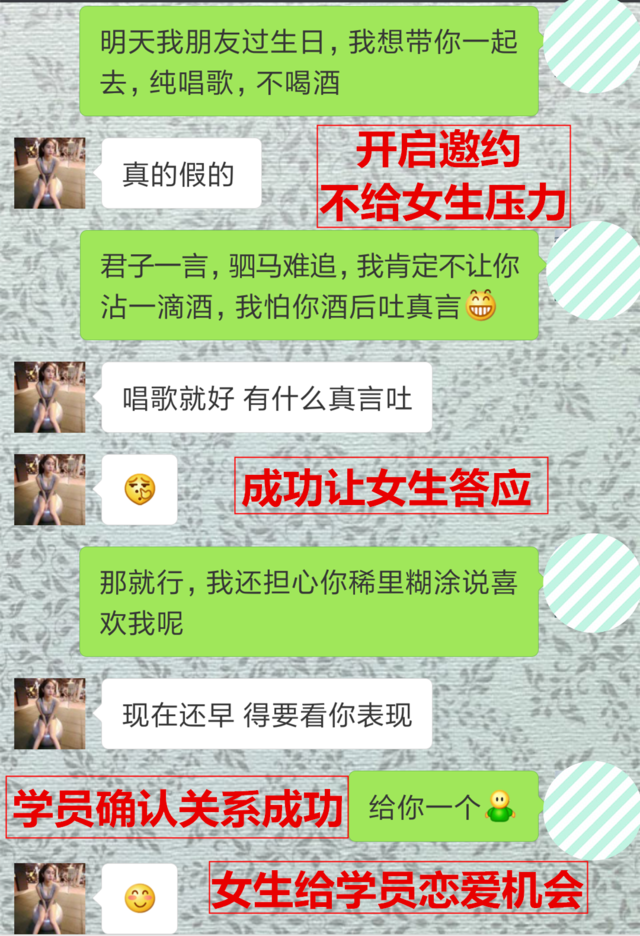 明天我朋友过生日,我想带你一起
去,纯唱歌,不喝酒
真的假的
开启邀约
不给女生压力
君子一言,驷马难追,我肯定不让你
沾一滴酒,我怕你酒后吐真言
唱歌就好 有什么真言吐
成功让女生答应
那就行,我还担心你稀里糊涂说喜
欢我呢
现在还早 得要看你表现
学员确认关系成功
给你一个
女生给学员恋爱机会